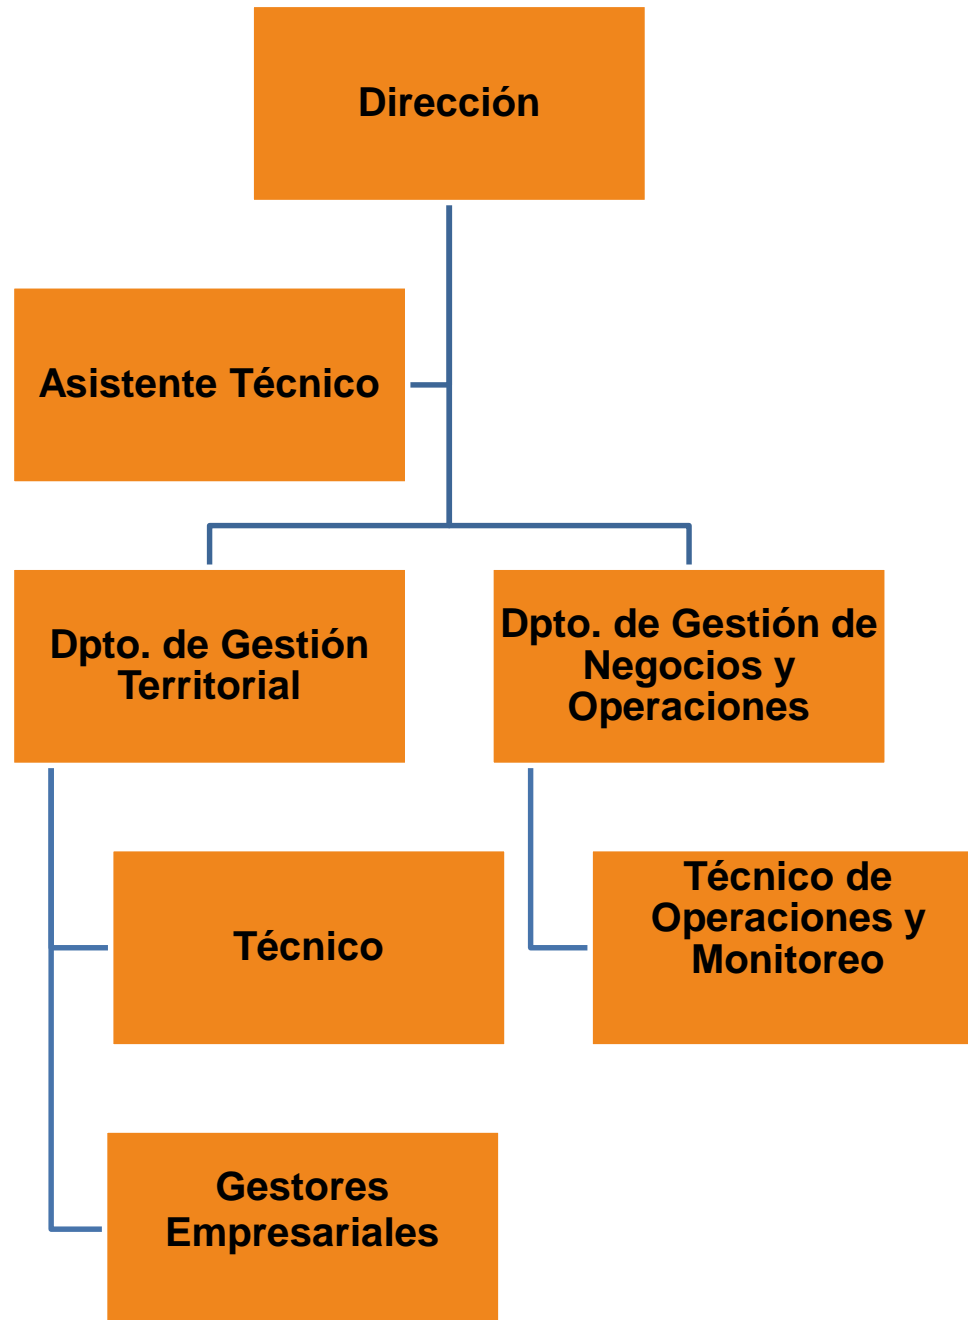 Dirección
Asistente Técnico
Dpto. de Gestión
Territorial
Dpto. de Gestión de
Negocios y
Operaciones
Técnico
Técnico de
Operaciones y
Monitoreo
Gestores
Empresariales